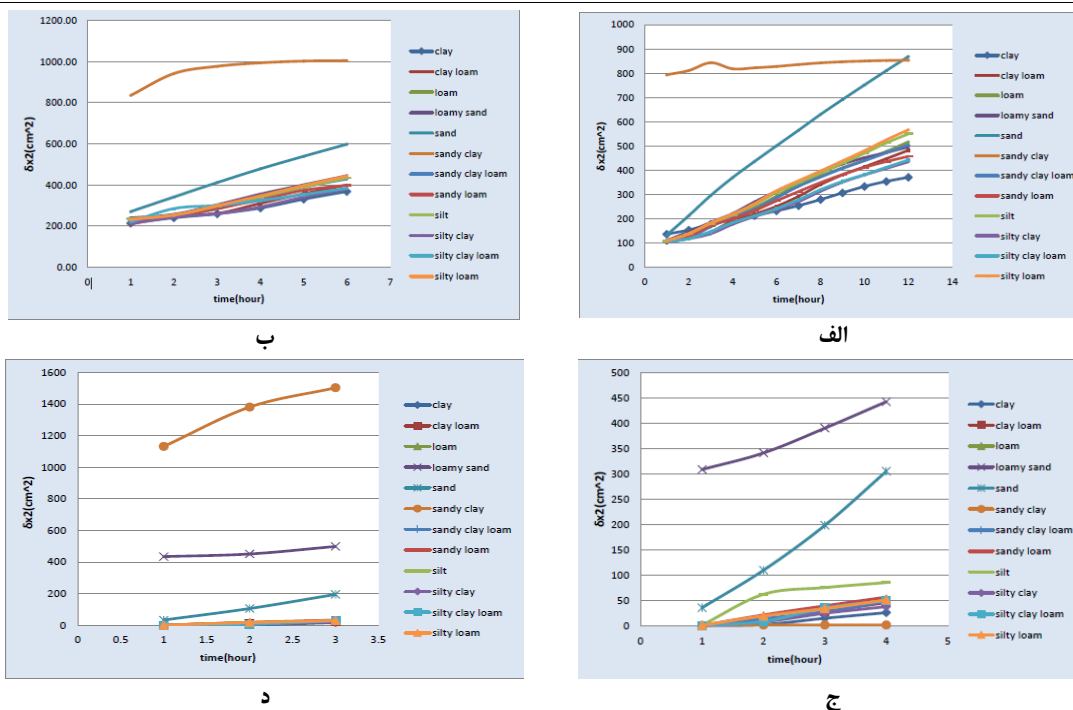 1200.00
1000.00
800.00
600.00
400.00
200.00
0.00
0 1 2 3 4 5 6 7
δx2(cm^2)
time(hour)
clay
clay loam
loam
loamy sand
sand
sandy clay
sandy clay loam
sandy loam
silt
silty clay
silty clay loam
silty loam
ب
1000
900
800
700
600
500
400
300
200
100
0
0 2 4 6 8 10 12 14
δx2(cm^2)
time(hour)
clay
clay loam
loam
loamy sand
sand
sandy clay
sandy clay loam
sandy loam
silt
silty clay
silty clay loam
silty loam
الف
1600
1400
1200
1000
800
600
400
200
0
0 0.5 1 1.5 2 2.5 3 3.5
δx2(cm^2)
time(hour)
clay
clay loam
loam
loamy sand
sand
sandy clay
sandy clay loam
sandy loam
silt
silty clay
silty clay loam
silty loam
د
500
450
400
350
300
250
200
150
100
50
0
0 1 2 3 4 5
δx2(cm^2)
time(hour)
clay
clay loam
loam
loamy sand
sand
sandy clay
sandy clay loam
sandy loam
silt
silty clay
silty clay loam
silty loam
ج